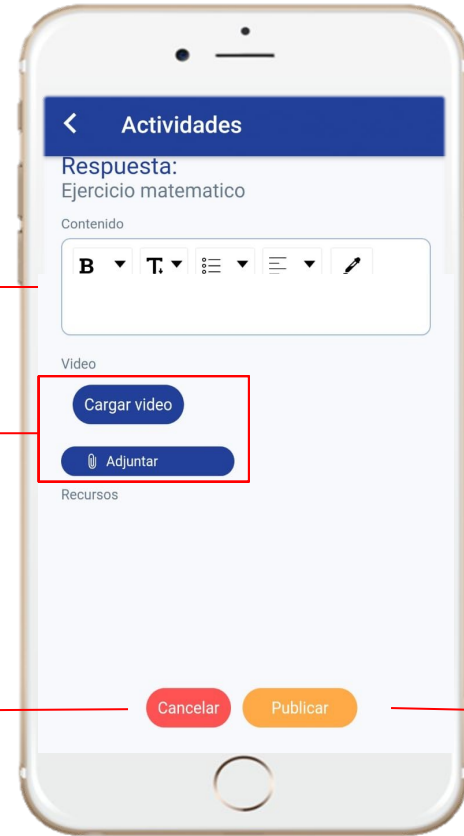 Actividades
Respuesta:
Ejercicio matematico
Contenido
B T
Video
Cargar video
Adjuntar
Recursos
Cancelar Publicar